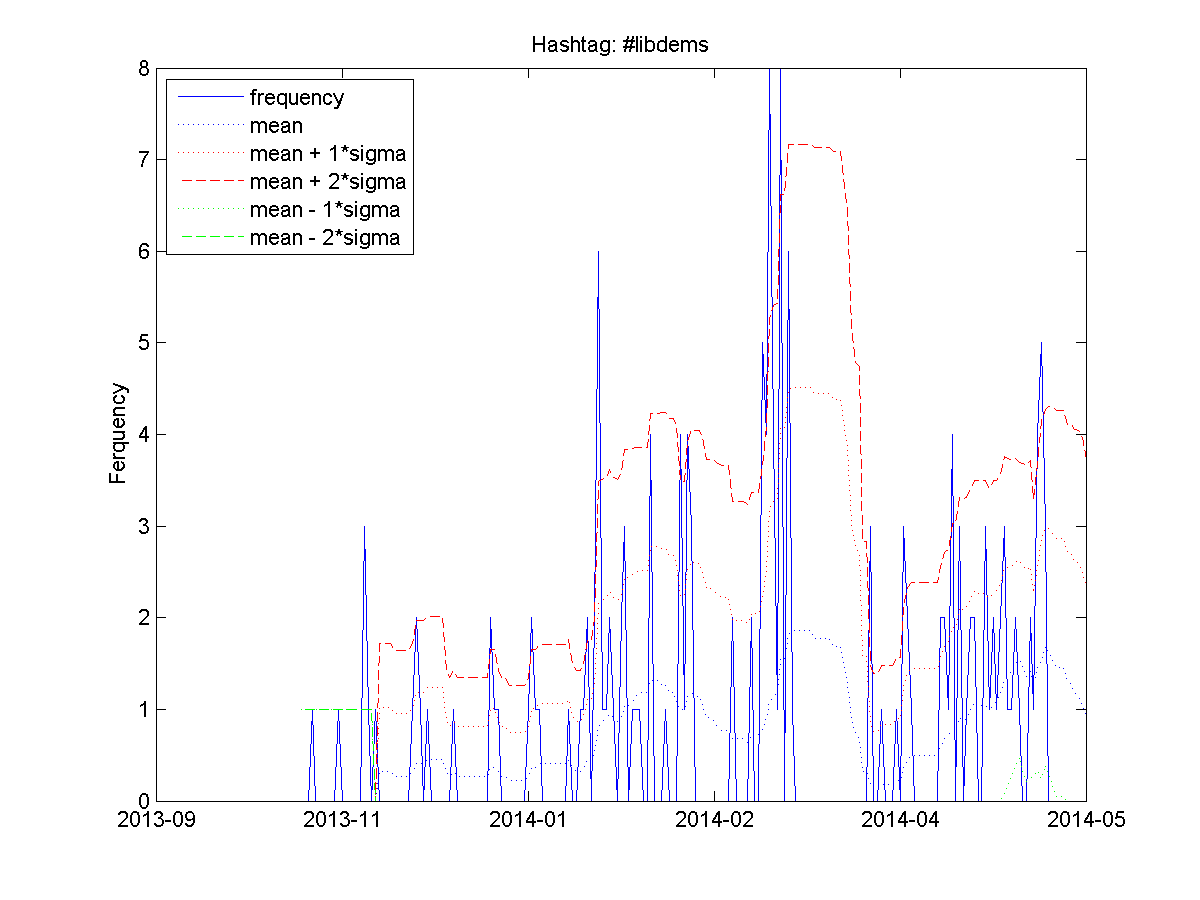 Hashtag: #libdems
8
frequency
mean
mean + 1*sigma
mean + 2*sigma
mean - 1*sigma
mean - 2*sigma
7
6
5
4
3
2
1
0
Ferquency
2013-09
2013-11
2014-01
2014-02
2014-04
2014-05